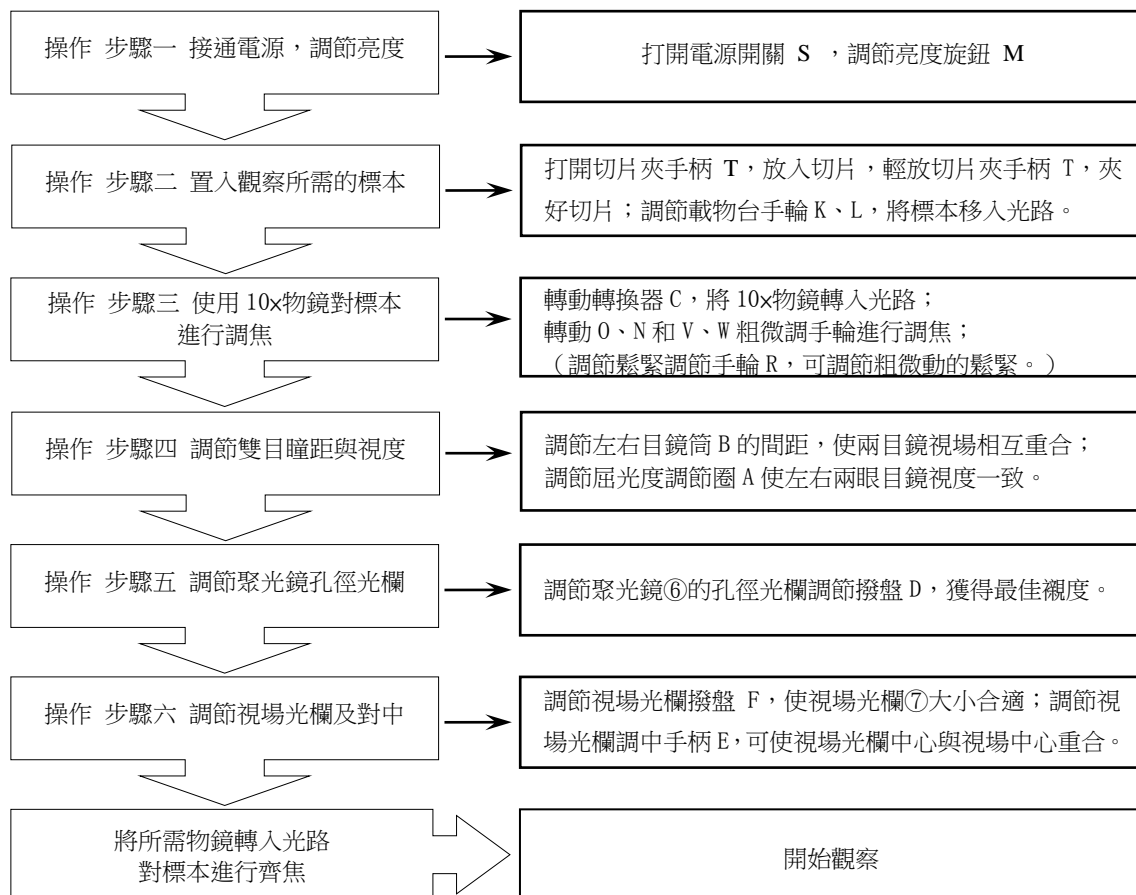 操作 步驟一 接通電源，調節亮度
打開電源開關 S ，調節亮度旋鈕 M
操作 步驟二 置入觀察所需的標本
打開切片夾手柄 T，放入切片，輕放切片夾手柄 T，夾
好切片；調節載物台手輪 K、L，將標本移入光路。
操作 步驟三 使用 10×物鏡對標本
進行調焦
轉動轉換器 C，將 10×物鏡轉入光路；
轉動 O、N 和 V、W 粗微調手輪進行調焦；
（調節鬆緊調節手輪 R，可調節粗微動的鬆緊。）
操作 步驟四 調節雙目瞳距與視度
調節左右目鏡筒 B 的間距，使兩目鏡視場相互重合；
調節屈光度調節圈 A 使左右兩眼目鏡視度一致。
操作 步驟五 調節聚光鏡孔徑光欄
調節聚光鏡⑥的孔徑光欄調節撥盤 D，獲得最佳襯度。
操作 步驟六 調節視場光欄及對中
調節視場光欄撥盤 F，使視場光欄⑦大小合適；調節視
場光欄調中手柄 E，可使視場光欄中心與視場中心重合。
將所需物鏡轉入光路
對標本進行齊焦
開始觀察